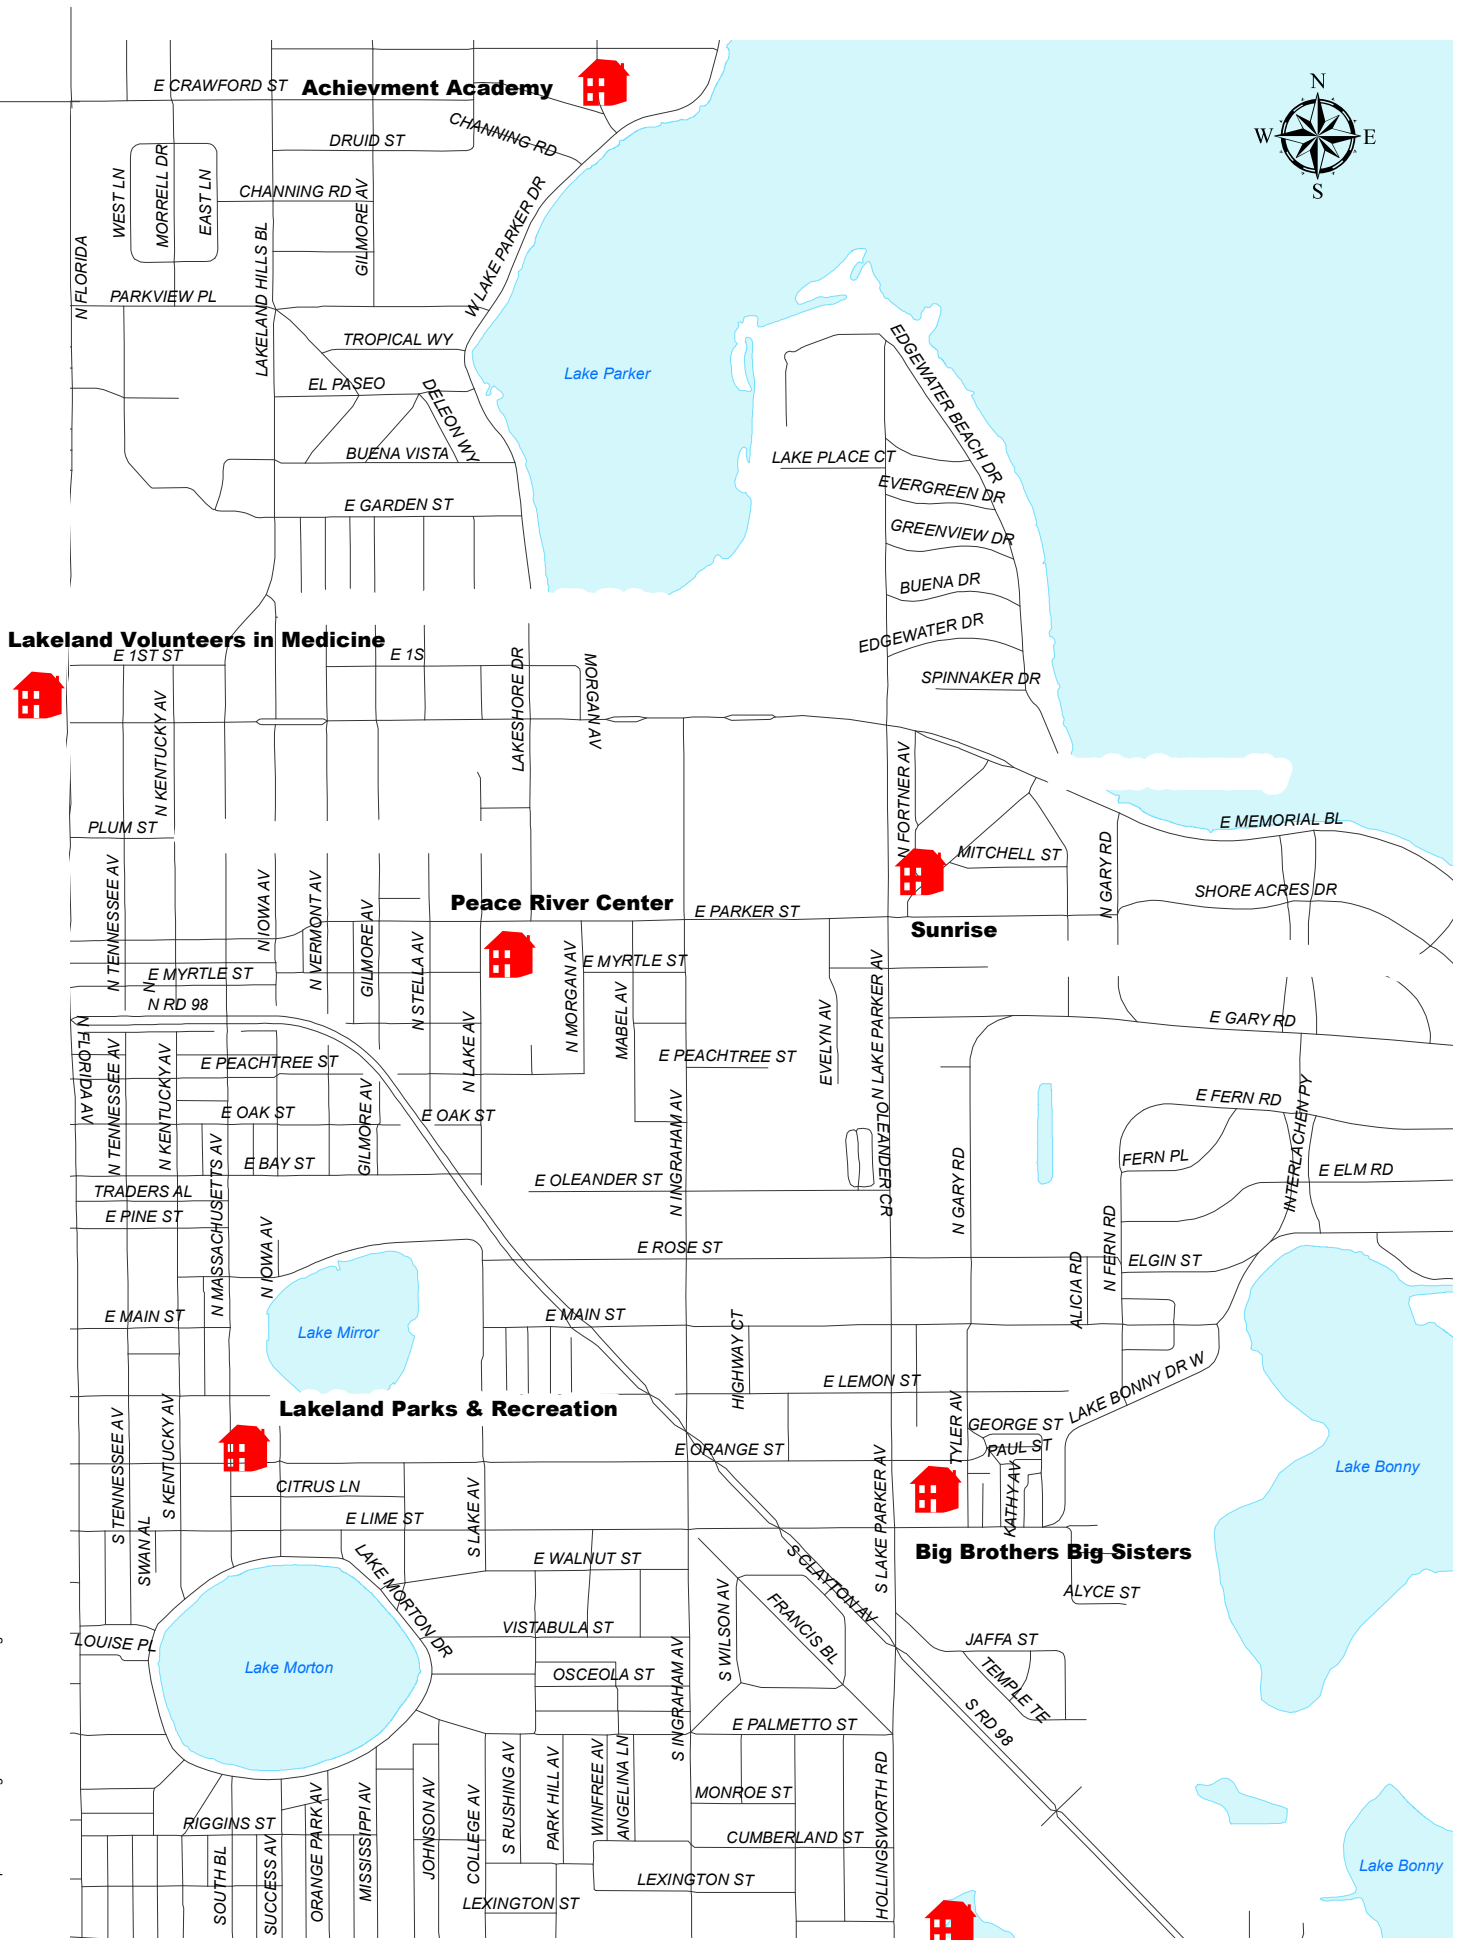 N
W
E
S
E CRAWFORD ST
Achievment Academy
CHANNING RD
DRUID ST
WEST LN
MORRELL DR
EAST LN
CHANNING RD
GILMORE AV
W LAKE PARKER DR
N FLORIDA
LAKELAND HILLS BL
PARKVIEW PL
TROPICAL WY
EL PASEO
DELEON WY
Lake Parker
EDGEWATER BEACH DR
BUENA VISTA
LAKE PLACE CT
E GARDEN ST
EVERGREEN DR
GREENVIEW DR
BUENA DR
EDGEWATER DR
SPINNAKER DR
Lakeland Volunteers in Medicine
E 1ST ST
E 1S
LAKESHORE DR
MORGAN AV
N KENTUCKY AV
N FORTNER AV
PLUM ST
E MEMORIAL BL
MITCHELL ST
N GARY RD
SHORE ACRES DR
N TENNESSEE AV
N IOWA AV
N VERMONT AV
GILMORE AV
N STELLA AV
Peace River Center
E PARKER ST
Sunrise
N MORGAN AV
E MYRTLE ST
MABEL AV
E MYRTLE ST
NE
N RD 98
N LAKE AV
EVELYN AV
N LAKE PARKER AV
E GARY RD
N FLORIDA AV
N TENNESSEE AV
N KENTUCKY AV
E PEACHTREE ST
E PEACHTREE ST
GILMORE AV
E OAK ST
E OAK ST
N INGRAHAM AV
OLEANDER CR
E FERN RD
INTERLACHEN PY
N MASSACHUSETTS AV
E BAY ST
E OLEANDER ST
N GARY RD
FERN PL
E ELM RD
TRADERS AL
E PINE ST
N IOWA AV
E ROSE ST
ALICIA RD
N FERN RD
ELGIN ST
E MAIN ST
Lake Mirror
E MAIN ST
HIGHWAY CT
E LEMON ST
LAKE BONNY DR W
Lakeland Parks & Recreation
S TENNESSEE AV
S KENTUCKY AV
TYLER AV
GEORGE ST
PAUL ST
E ORANGE ST
S LAKE PARKER AV
KATHY AV
Lake Bonny
CITRUS LN
E LIME ST
S LAKE AV
SWAN AL
LAKE MORTON DR
E WALNUT ST
S CLAYTON AV
Big Brothers Big Sisters
ALYCE ST
S WILSON AV
FRANCIS BL
LOUISE PL
Lake Morton
VISTABULA ST
OSCEOLA ST
S INGRAHAM AV
JAFFA ST
TEMPLE TE
S RD 98
E PALMETTO ST
RIGGINS ST
SOUTH BL
SUCCESS AV
ORANGE PARK AV
MISSISSIPPI AV
JOHNSON AV
COLLEGE AV
S RUSHING AV
PARK HILL AV
WINFREE AV
ANGELINA LN
MONROE ST
CUMBERLAND ST
HOLLINGSWORTH RD
LEXINGTON ST
LEXINGTON ST
Lake Bonny